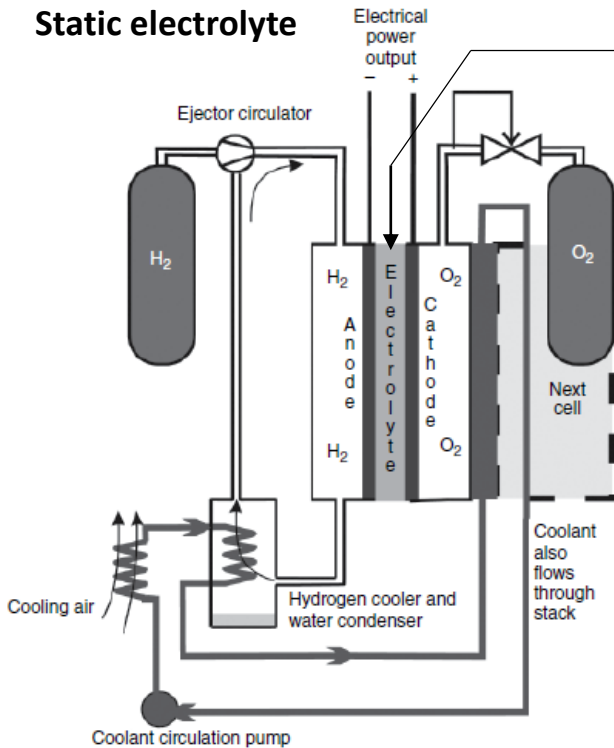 Static electrolyte
Electrical
power
output
− +
Ejector circulator
H2
O2
H2
O2
Anode
Electrolyte
Cathode
H2
O2
Next
cell
Cooling air
Hydrogen cooler and
water condenser
Coolant
also
flows
through
stack
Coolant circulation pump